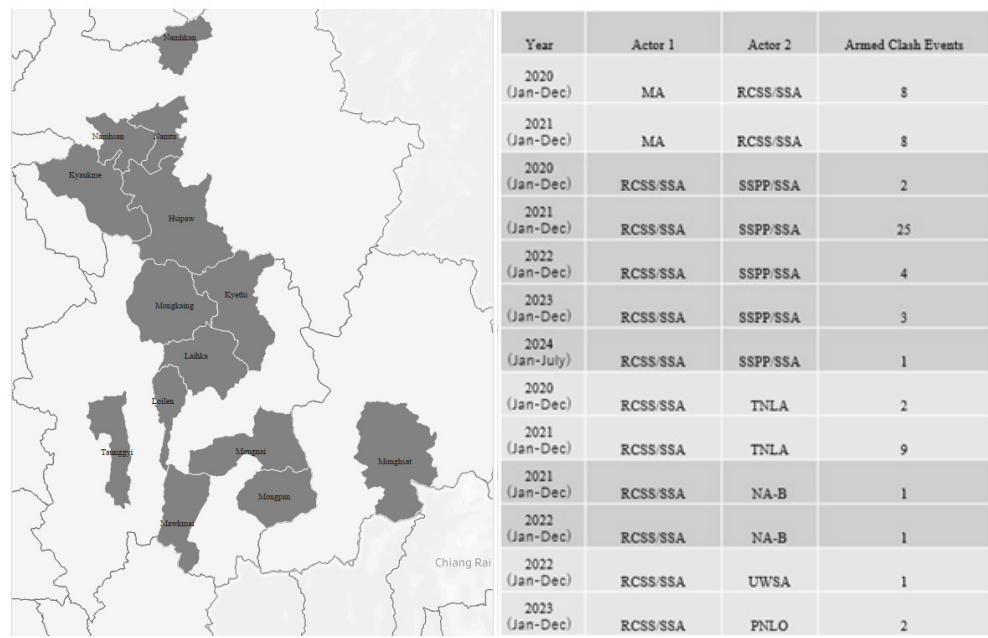 Namhkan
Namhsan
Namtu
Kyaukme
Hsipaw
Kyethi
Mongkaing
Laihka
Loilen
Taunggyi
Mongnai
Monghsat
Mongpan
Mawkmai
Chiang Rai
Year Actor 1 Actor 2 Armed Clash Events
2020
(Jan-Dec) MA RCSS/SSA 8
2021
(Jan-Dec) MA RCSS/SSA 8
2020
(Jan-Dec) RCSS/SSA SSPP/SSA 2
2021
(Jan-Dec) RCSS/SSA SSPP/SSA 25
2022
(Jan-Dec) RCSS/SSA SSPP/SSA 4
2023
(Jan-Dec) RCSS/SSA SSPP/SSA 3
2024
(Jan-July) RCSS/SSA SSPP/SSA 1
2020
(Jan-Dec) RCSS/SSA TNLA 2
2021
(Jan-Dec) RCSS/SSA TNLA 9
2021
(Jan-Dec) RCSS/SSA NA-B 1
2022
(Jan-Dec) RCSS/SSA NA-B 1
2022
(Jan-Dec) RCSS/SSA UWSA 1
2023
(Jan-Dec) RCSS/SSA PNLO 2